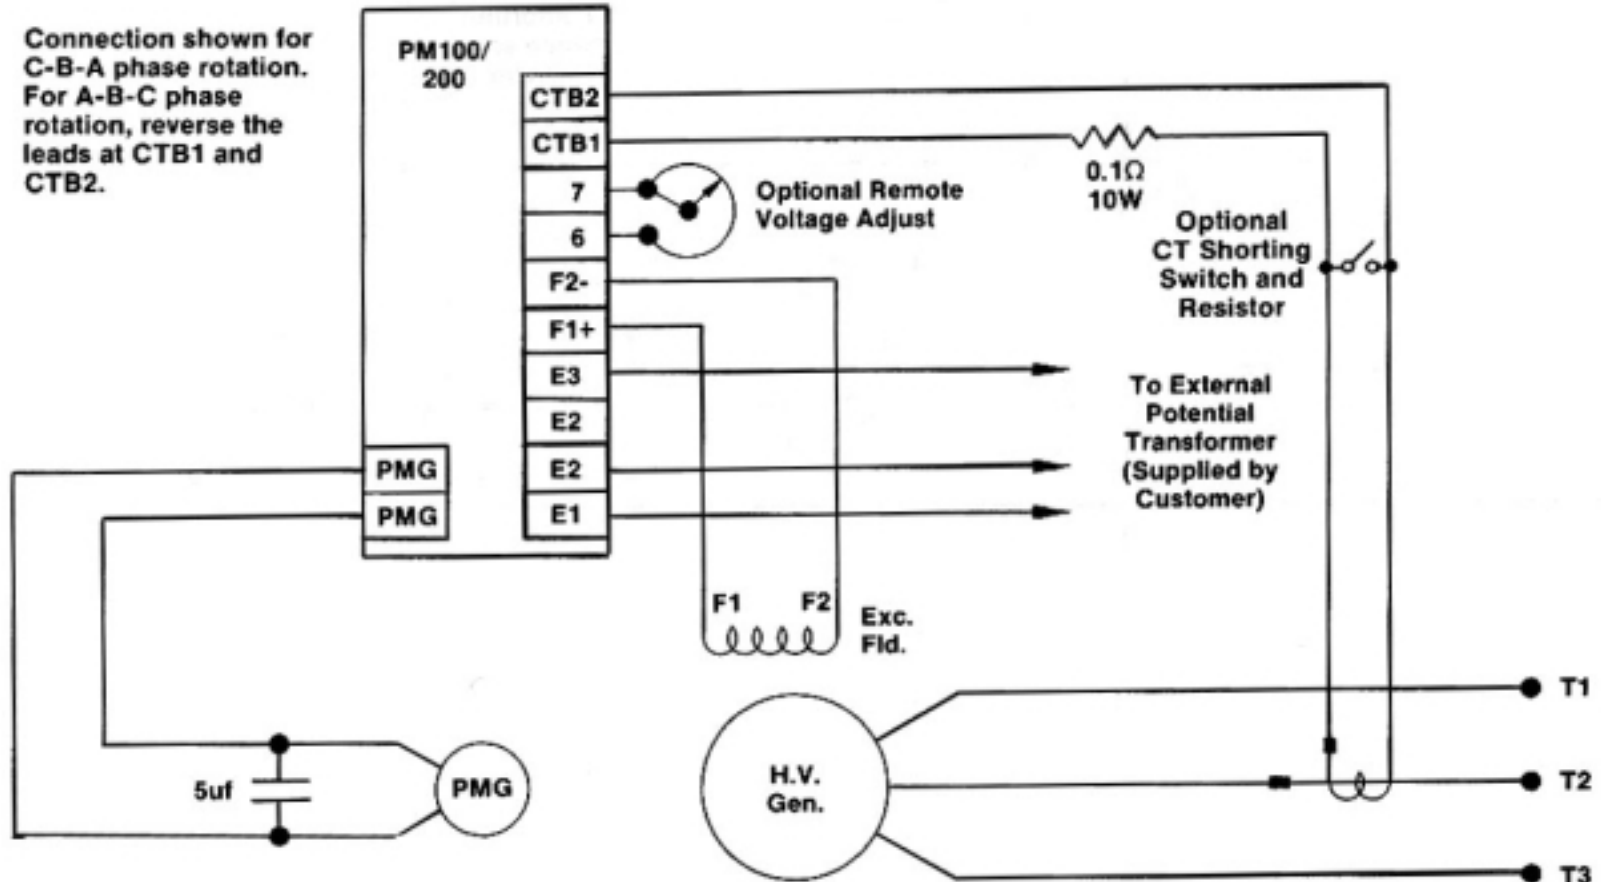 Connection shown for
C-B-A phase rotation.
For A-B-C phase
rotation, reverse the
leads at CTB1 and
CTB2.
PM100/
200
CTB2
CTB1
7
6
F2-
F1+
E3
E2
E2
E1
PMG
PMG
Optional Remote
Voltage Adjust
0.1Ω
10W
Optional
CT Shorting
Switch and
Resistor
To External
Potential
Transformer
(Supplied by
Customer)
F1
F2
Exc.
Fld.
5uf
PMG
H.V.
Gen.
T1
T2
T3